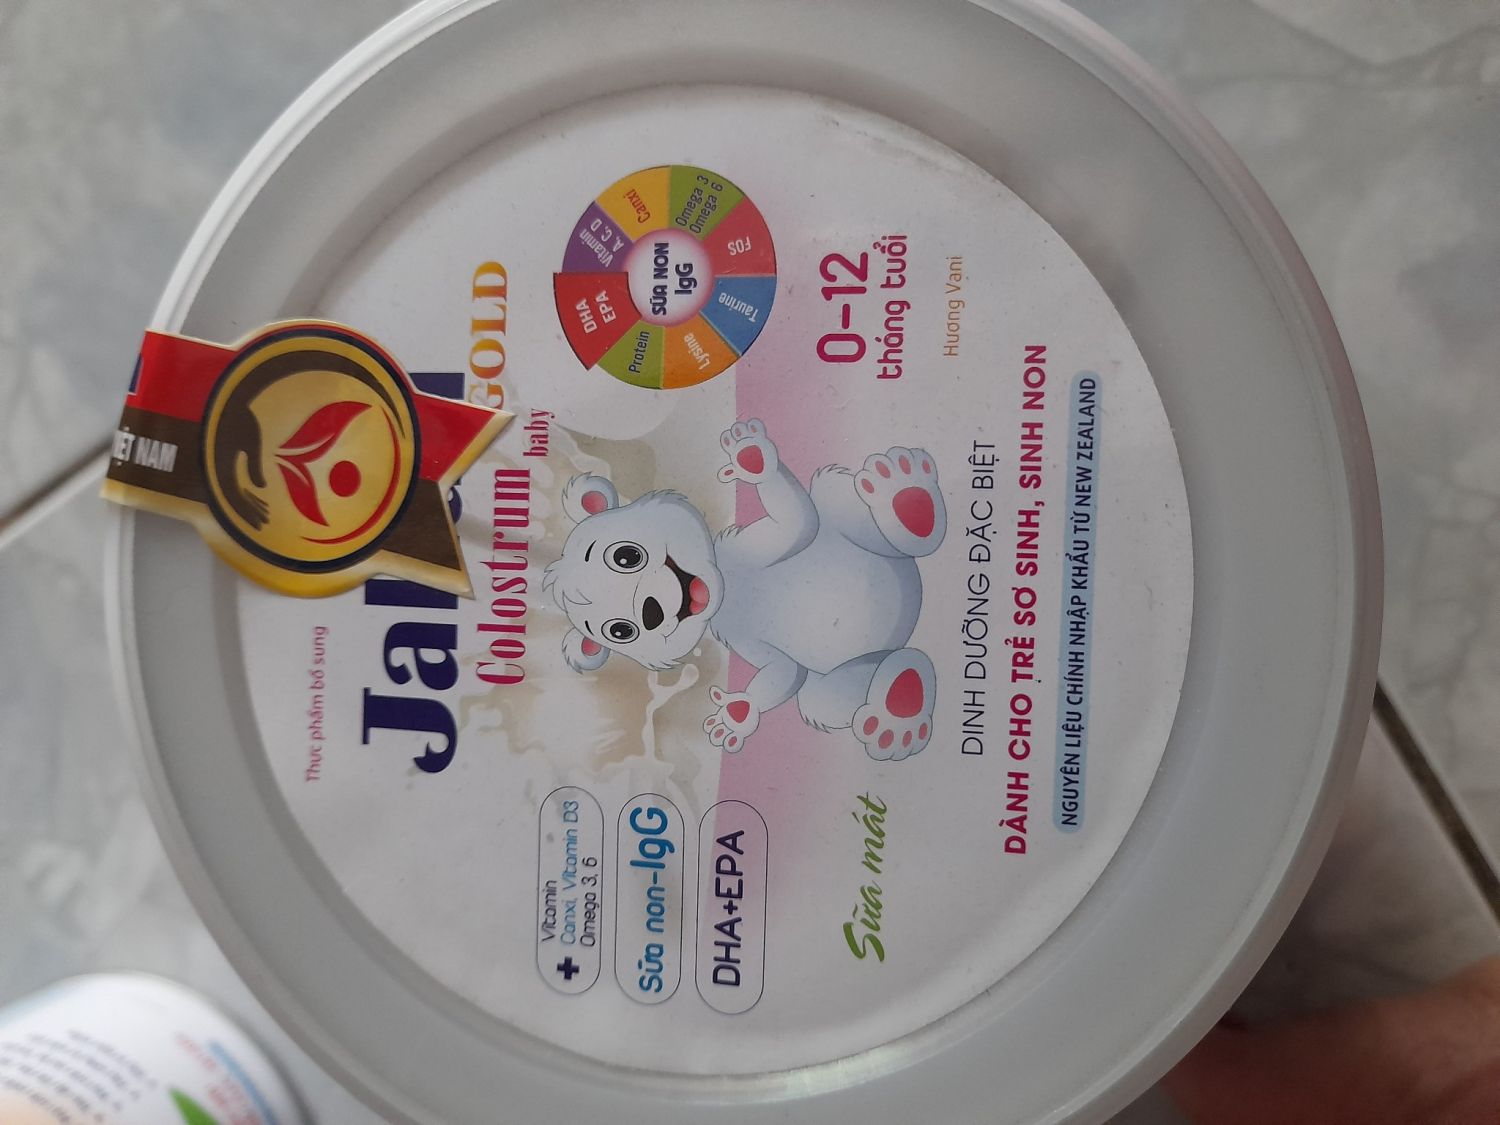 Thực phẩm bổ sung
GOLD
Colostrum
baby
+ Vitamin
Canxi, Vitamin D3
Omega 3, 6
Sữa non-IgG
DHA+EPA
SỮA NON
IgG
DHA
EPA
Vitamin
A, C, D
Canxi
Omega 3
Omega 6
FOS
Taurine
Lysine
Protein
0-12
tháng tuổi
Sữa mát
Hương Vani
DINH DƯỠNG ĐẶC BIỆT
DÀNH CHO TRẺ SƠ SINH, SINH NON
NGUYÊN LIỆU CHÍNH NHẬP KHẨU TỪ NEW ZEALAND
NAM